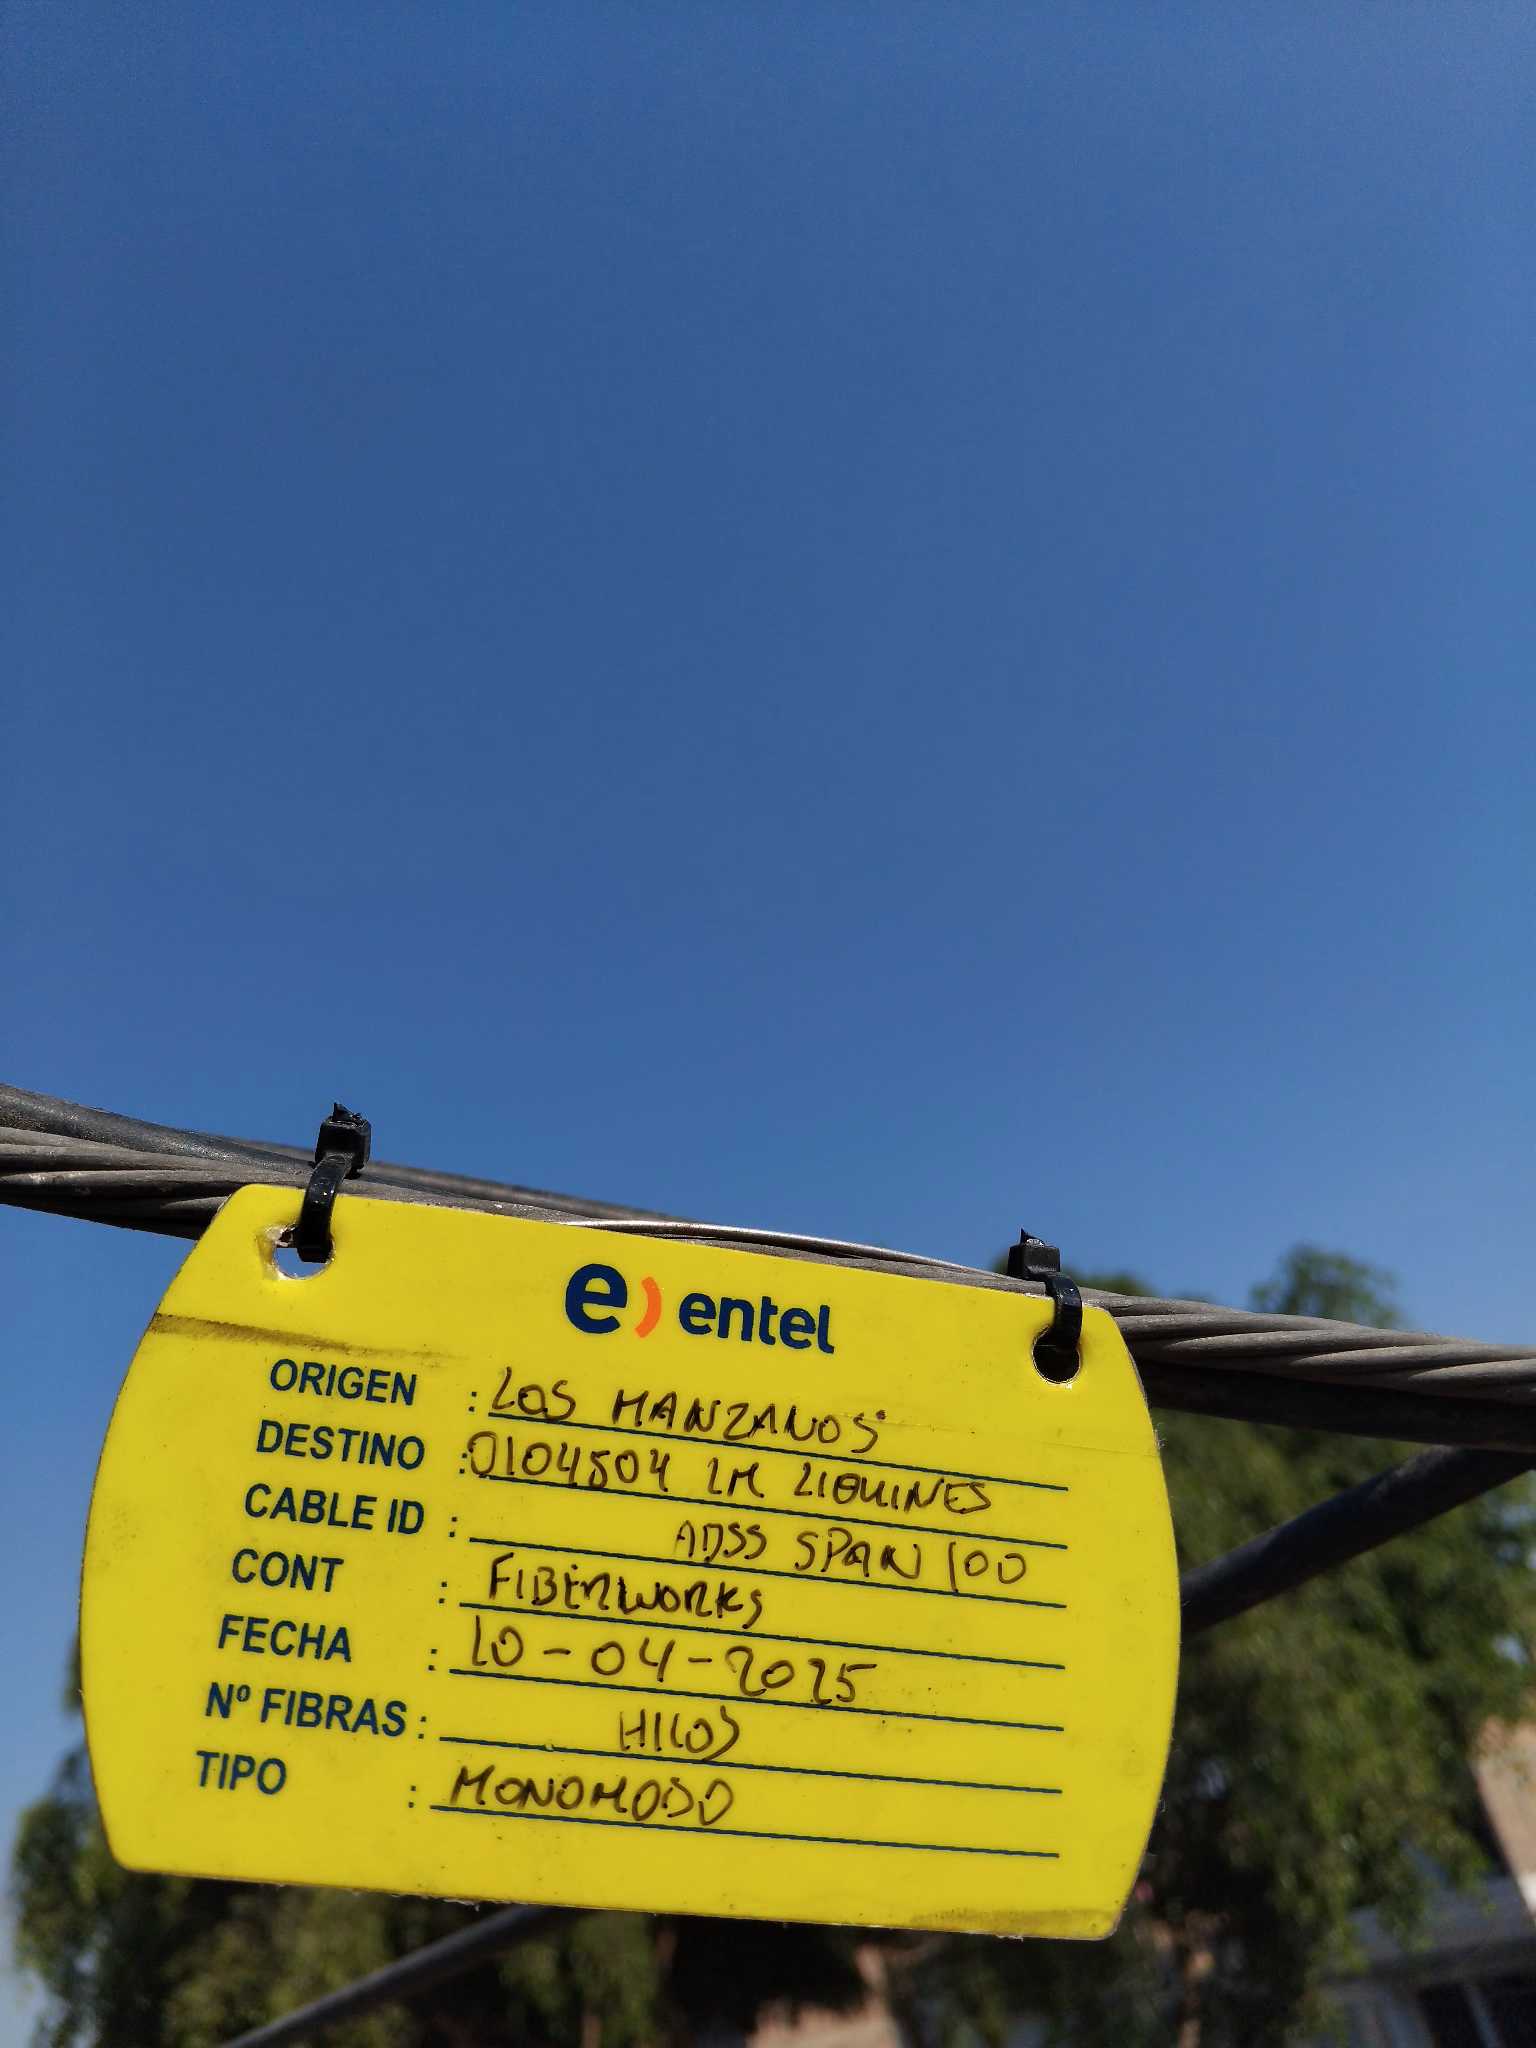 e) entel
ORIGEN : LOS MANZANOS
DESTINO : 0104504 LM LIQUINES
CABLE ID : ADSS SPAN 100
CONT : FIBERWORKS
FECHA : 10-04-2025
Nº FIBRAS : HILOS
TIPO : MONOMODO